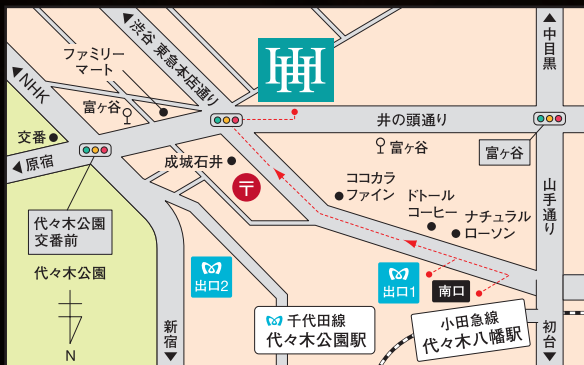 渋谷 東急本店通り
HH
中目黒
ファミリー
マート
NHK
富ヶ谷
井の頭通り
交番
富ヶ谷
富ヶ谷
原宿
成城石井
〒
ココカラ
ファイン
ドトール
コーヒー
ナチュラル
ローソン
山手通り
代々木公園
交番前
代々木公園
出口2
出口1
南口
N
新宿
千代田線
代々木公園駅
小田急線
代々木八幡駅
初台